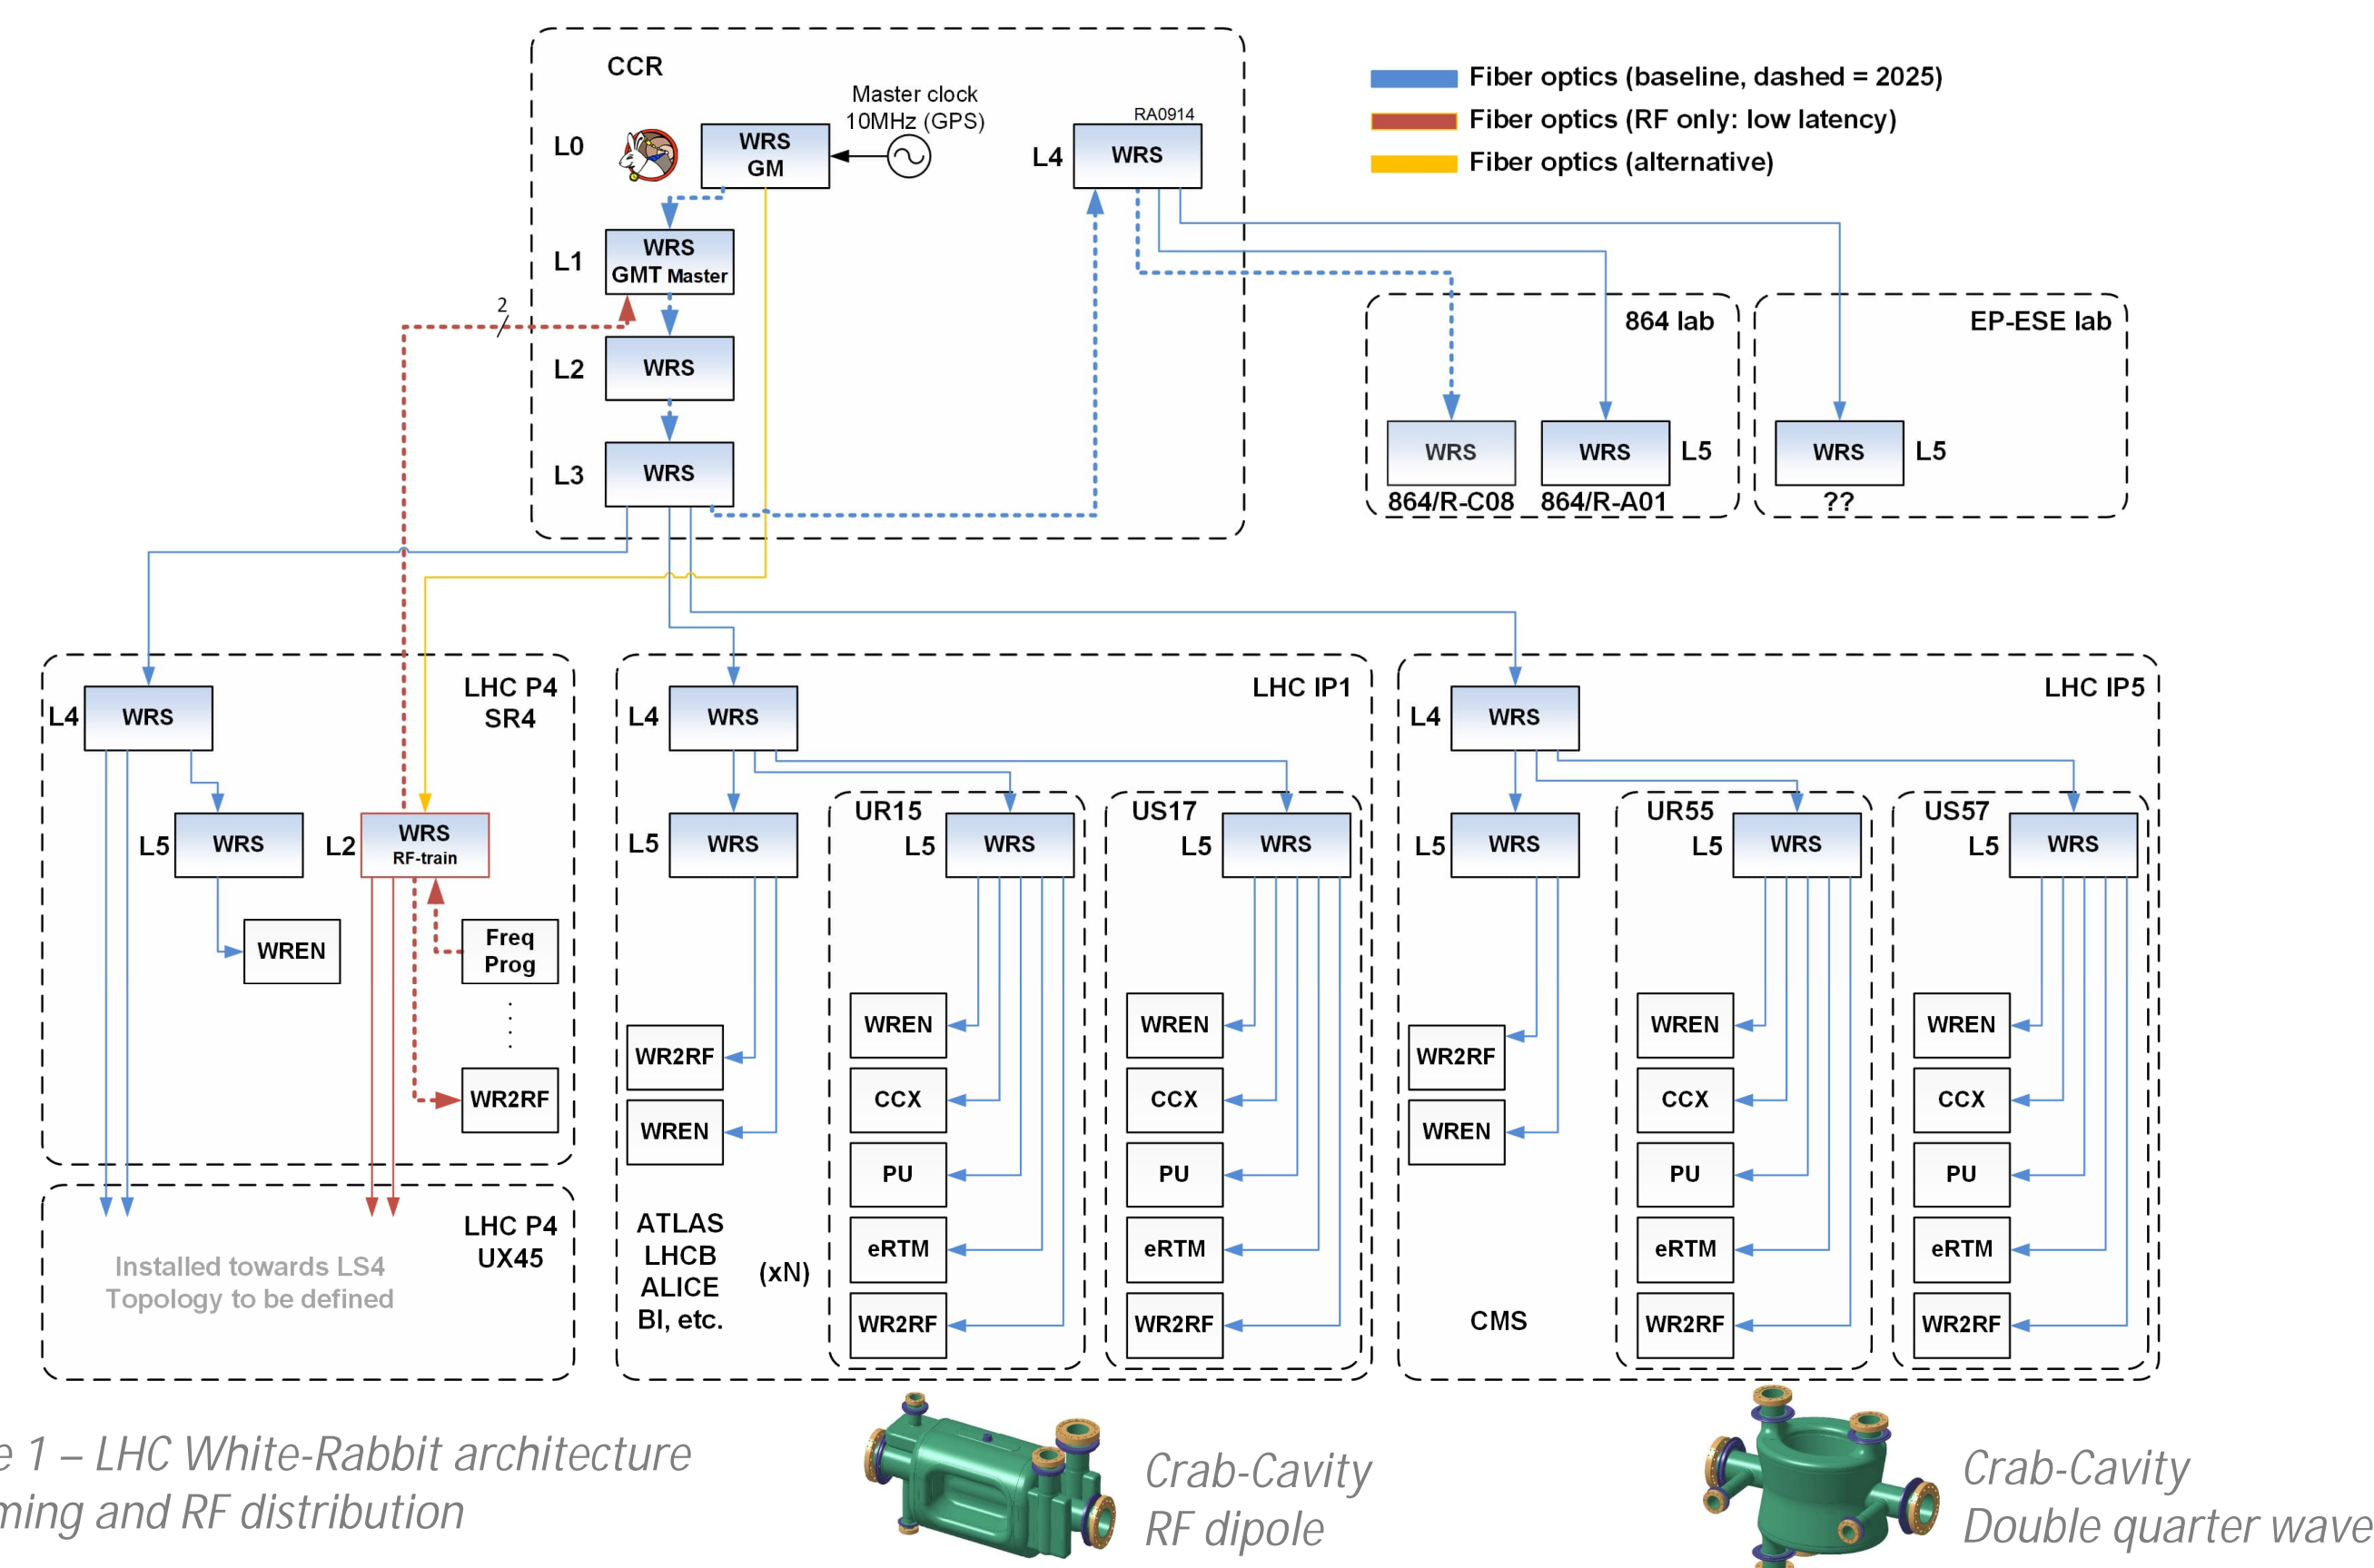 CCR
Master clock
10MHz (GPS)
L0
WRS
GM
RA0914
L4
WRS
Fiber optics (baseline, dashed = 2025)
Fiber optics (RF only: low latency)
Fiber optics (alternative)
L1
WRS
GMT Master
2
L2
WRS
L3
WRS
864 lab
WRS
864/R-C08
WRS
L5
864/R-A01
EP-ESE lab
WRS
L5
??
LHC P4
SR4
L4
WRS
L5
WRS
L2
WRS
RF-train
WREN
Freq
Prog
WR2RF
LHC P4
UX45
Installed towards LS4
Topology to be defined
LHC IP1
L4
WRS
L5
WRS
WR2RF
WREN
ATLAS
LHCB
ALICE
BI, etc.
(xN)
UR15
L5
WRS
WREN
CCX
PU
eRTM
WR2RF
US17
L5
WRS
WREN
CCX
PU
eRTM
WR2RF
LHC IP5
L4
WRS
L5
WRS
WR2RF
WREN
CMS
UR55
L5
WRS
WREN
CCX
PU
eRTM
WR2RF
US57
L5
WRS
WREN
CCX
PU
eRTM
WR2RF
e 1 – LHC White-Rabbit architecture
ming and RF distribution
Crab-Cavity
RF dipole
Crab-Cavity
Double quarter wave